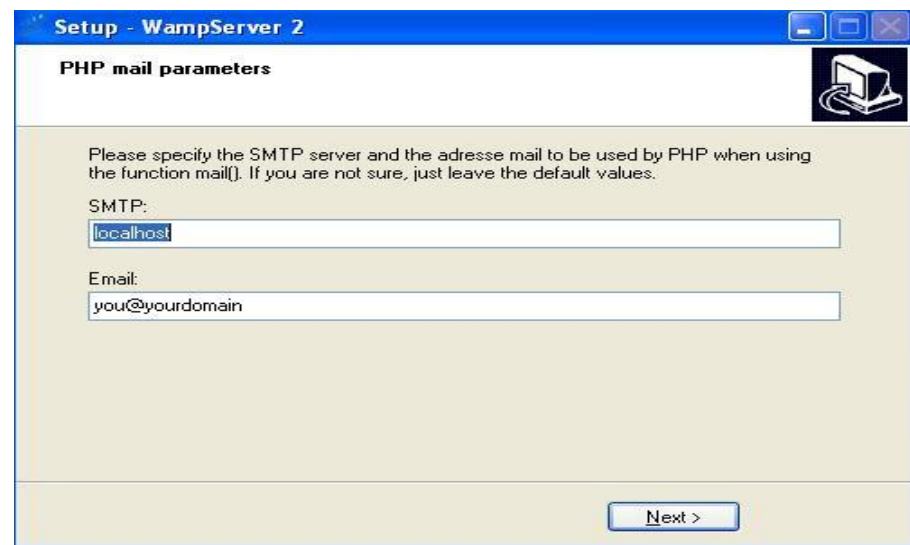 Setup - WampServer 2
PHP mail parameters
Please specify the SMTP server and the adresse mail to be used by PHP when using
the function mail(). If you are not sure, just leave the default values.
SMTP:
localhost
Email:
you@yourdomain
Next >